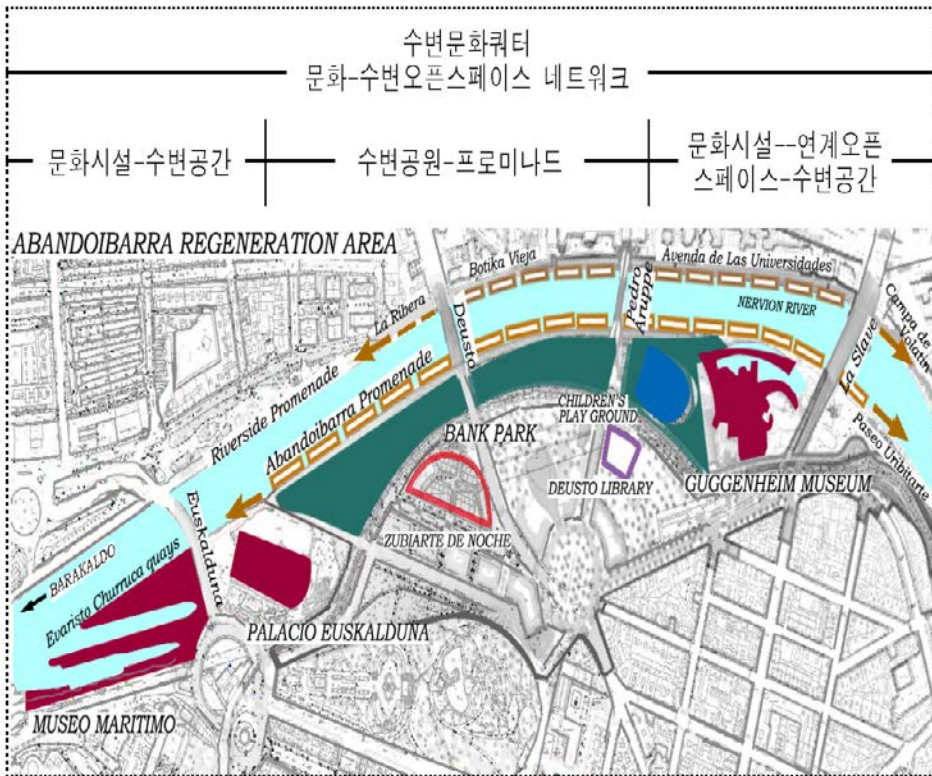 수변문화쿼터
문화-수변오픈스페이스 네트워크
문화시설-수변공간
수변공원-프로미나드
문화시설--연계오픈
스페이스-수변공간
ABANDOIBARRA REGENERATION AREA
Botika Vieja
Avenda de Las Universidades
NERVION RIVER
Campa de
Volatin
La Ribera
Deusto
Pedro
Aruppe
La Slave
Riverside Promenade
Abandoibarra Promenade
CHILDREN'S
PLAY GROUND
BANK PARK
Paseo Uribitarte
DEUSTO LIBRARY
GUGGENHEIM MUSEUM
Euskalduna
ZUBIARTE DE NOCHE
BARAKALDO
Evaristo Churruca quays
PALACIO EUSKALDUÑA
MUSEO MARITIMO